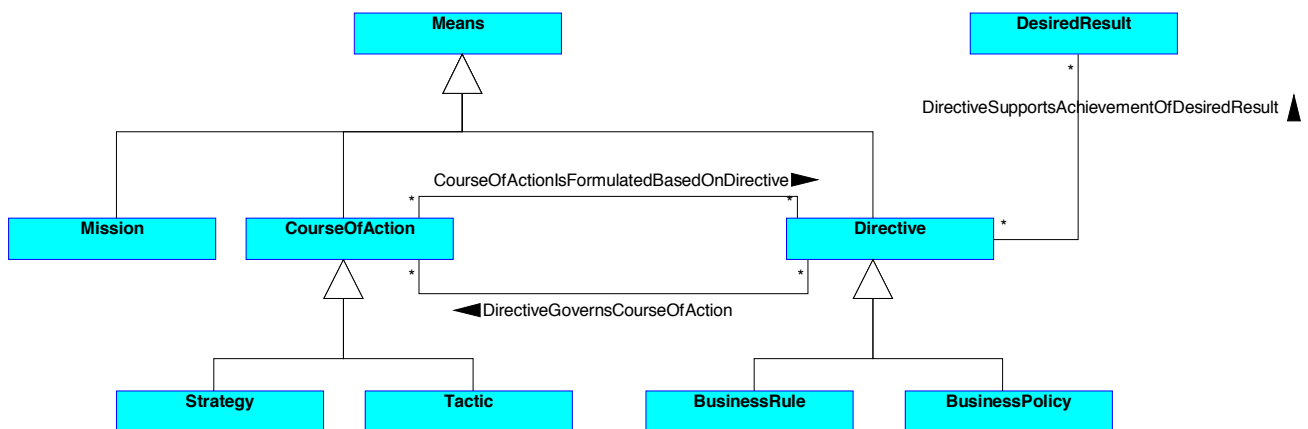 Means
DesiredResult
*
DirectiveSupportsAchievementOfDesiredResult
CourseOfActionIsFormulatedBasedOnDirective
*
*
*
Mission
CourseOfAction
Directive
*
*
DirectiveGovernsCourseOfAction
Strategy
Tactic
BusinessRule
BusinessPolicy